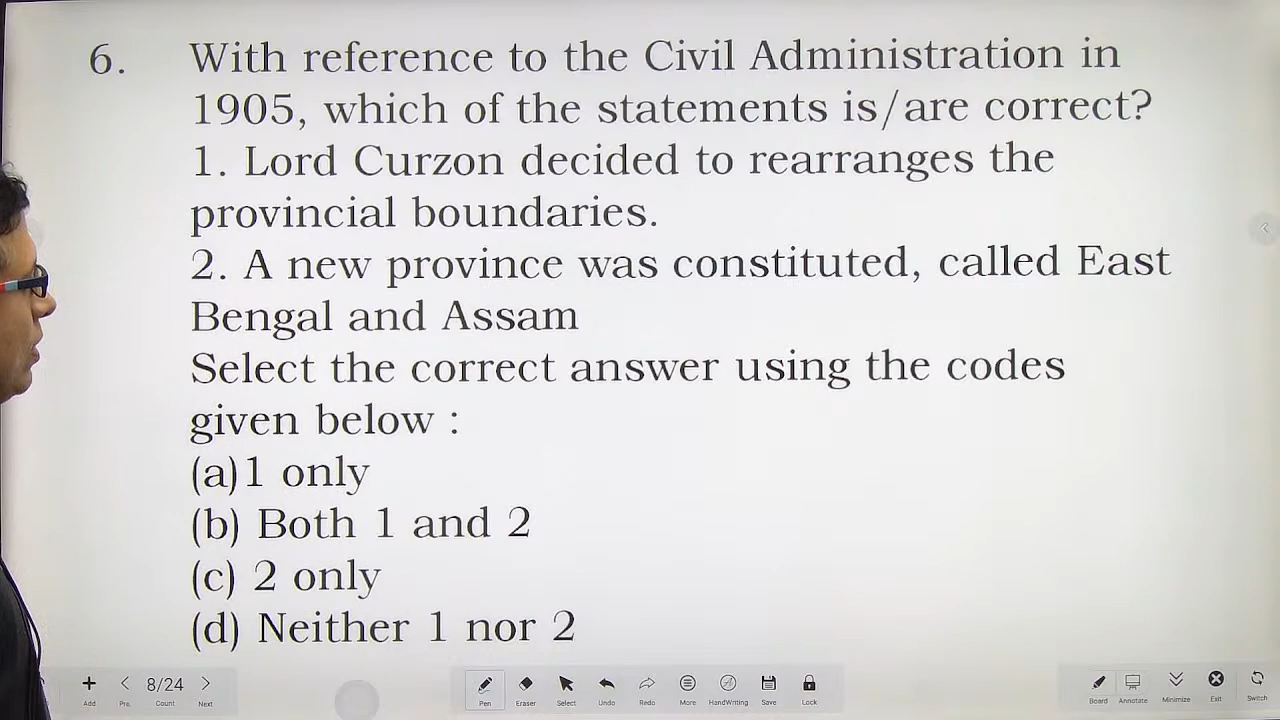 6. With reference to the Civil Administration in
1905, which of the statements is/are correct?
1. Lord Curzon decided to rearranges the
provincial boundaries.
2. A new province was constituted, called East
Bengal and Assam
Select the correct answer using the codes
given below :
(a)1 only
(b) Both 1 and 2
(c) 2 only
(d) Neither 1 nor 2
8/24
Add Pre. Count Next Pen Eraser Select Undo Redo More HandWriting Save Lock Board Annotate Minimize Exit Switch